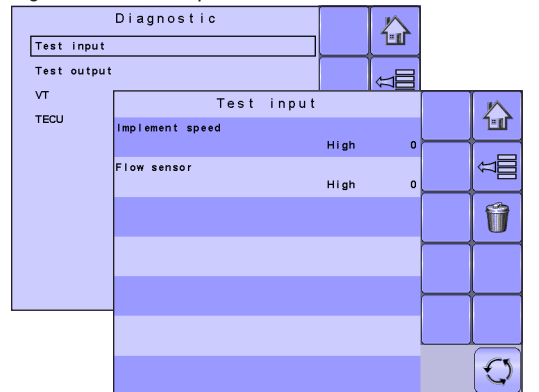 Diagnostic
Test input
Test output
VT
TECU
Test input
Implement speed
High 0
Flow sensor
High 0